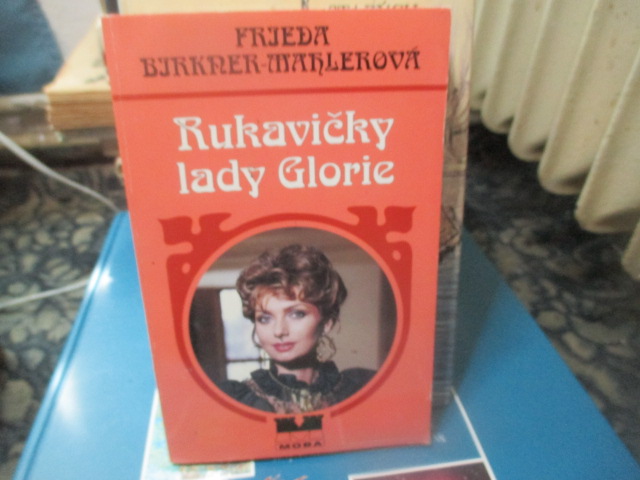 FRIEDA
BIRKNER-MAHLEROVÁ
Rukavičky
lady Glorie
MOBA